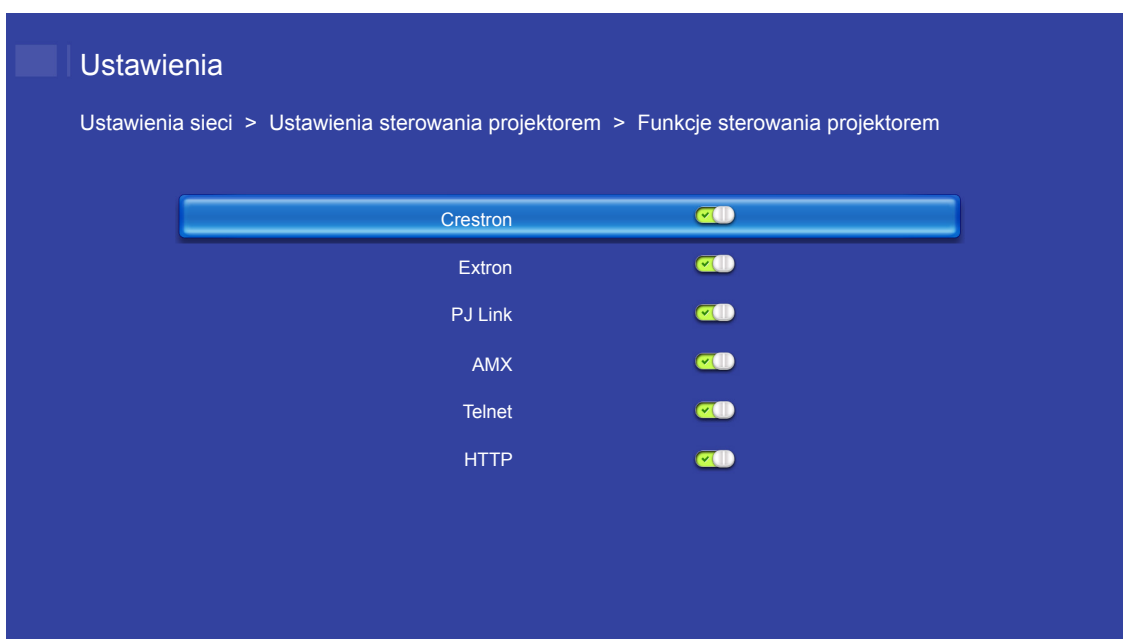 Ustawienia
Ustawienia sieci > Ustawienia sterowania projektorem > Funkcje sterowania projektorem
Crestron
Extron
PJ Link
AMX
Telnet
HTTP